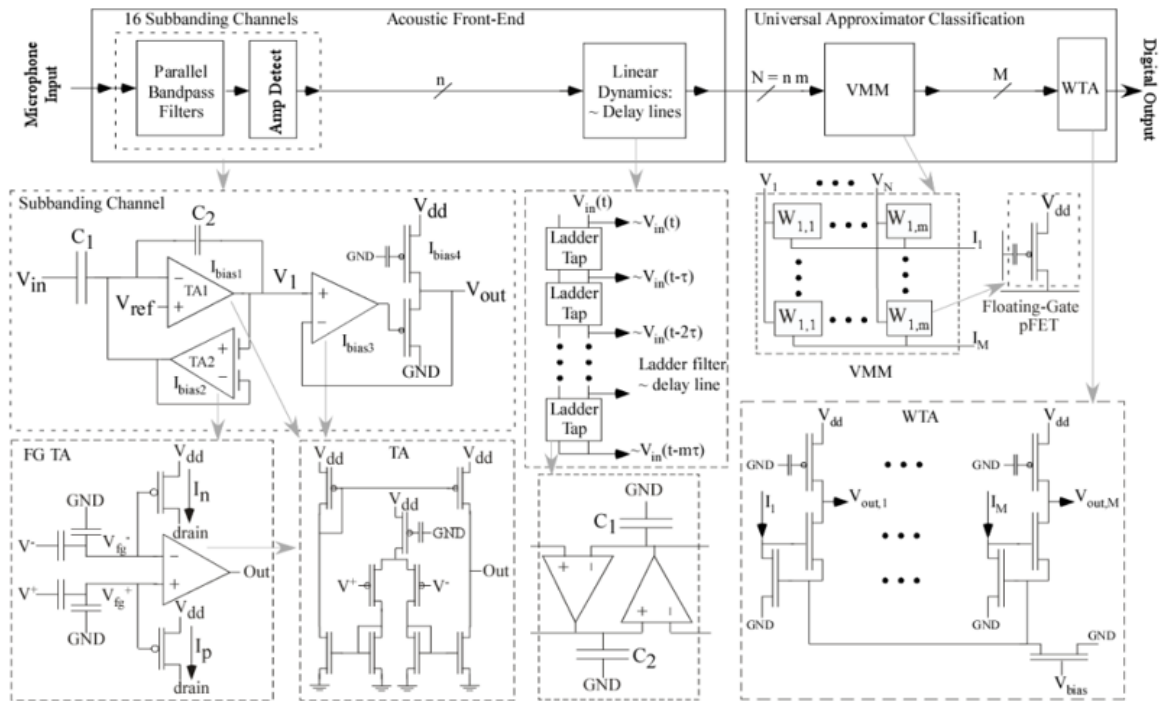 16 Subbanding Channels
Acoustic Front-End
Universal Approximator Classification
Microphone
Input
Parallel
Bandpass
Filters
Amp Detect
n
Linear
Dynamics:
~ Delay lines
N = n m
VMM
M
WTA
Digital Output
Subbanding Channel
C1
C2
Vin
Vref
Ibias1
TA1
-
+
TA2
+
-
Ibias2
V1
+
-
Ibias3
GND
Vdd
Ibias4
Vout
GND
Vin(t)
~Vin(t)
Ladder
Tap
~Vin(t-τ)
Ladder
Tap
~Vin(t-2τ)
Ladder filter
~ delay line
Ladder
Tap
~Vin(t-mτ)
V1
VN
W1,1
W1,m
I1
W1,1
W1,m
IM
VMM
Vdd
Floating-Gate
pFET
FG TA
Vdd
In
drain
GND
V-
Vfg-
-
+
Out
V+
Vfg+
GND
Vdd
Ip
drain
TA
Vdd
Vdd
Vdd
GND
V+
V-
Out
GND
C1
+
-
+
-
C2
GND
WTA
Vdd
GND
I1
Vout,1
GND
Vdd
GND
IM
Vout,M
GND
GND
Vbias